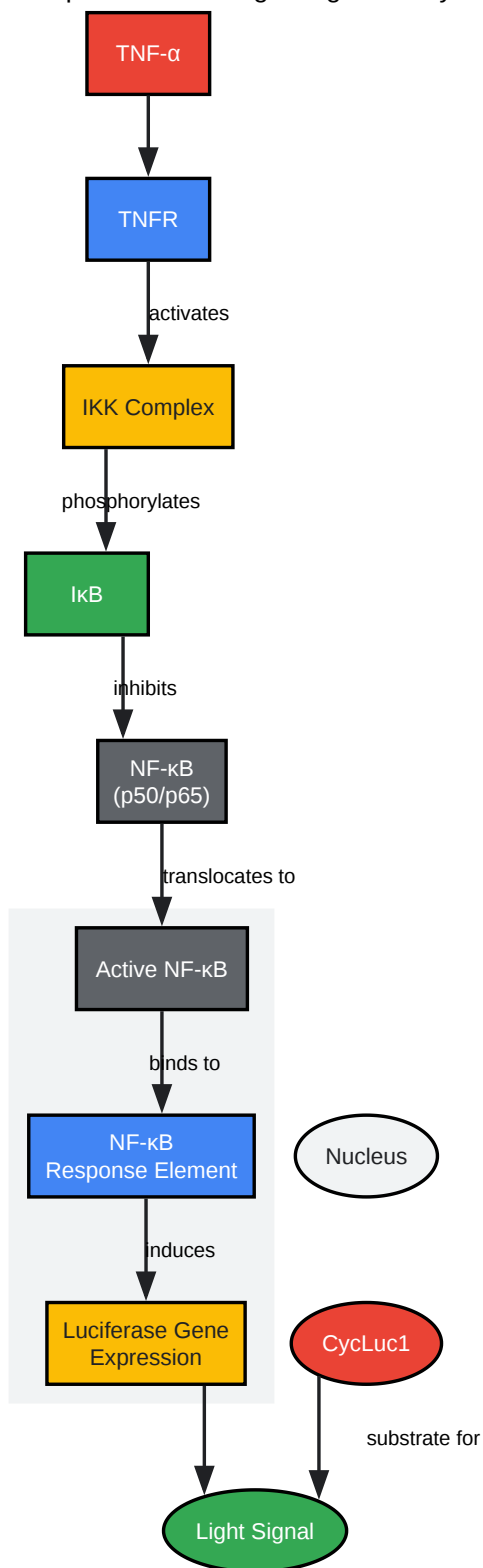 TNF-α
TNFR
activates
IKK Complex
phosphorylates
IκB
inhibits
NF-κB
(p50/p65)
translocates to
Active NF-κB
binds to
NF-κB
Response Element
Nucleus
induces
Luciferase Gene
Expression
CycLuc1
substrate for
Light Signal